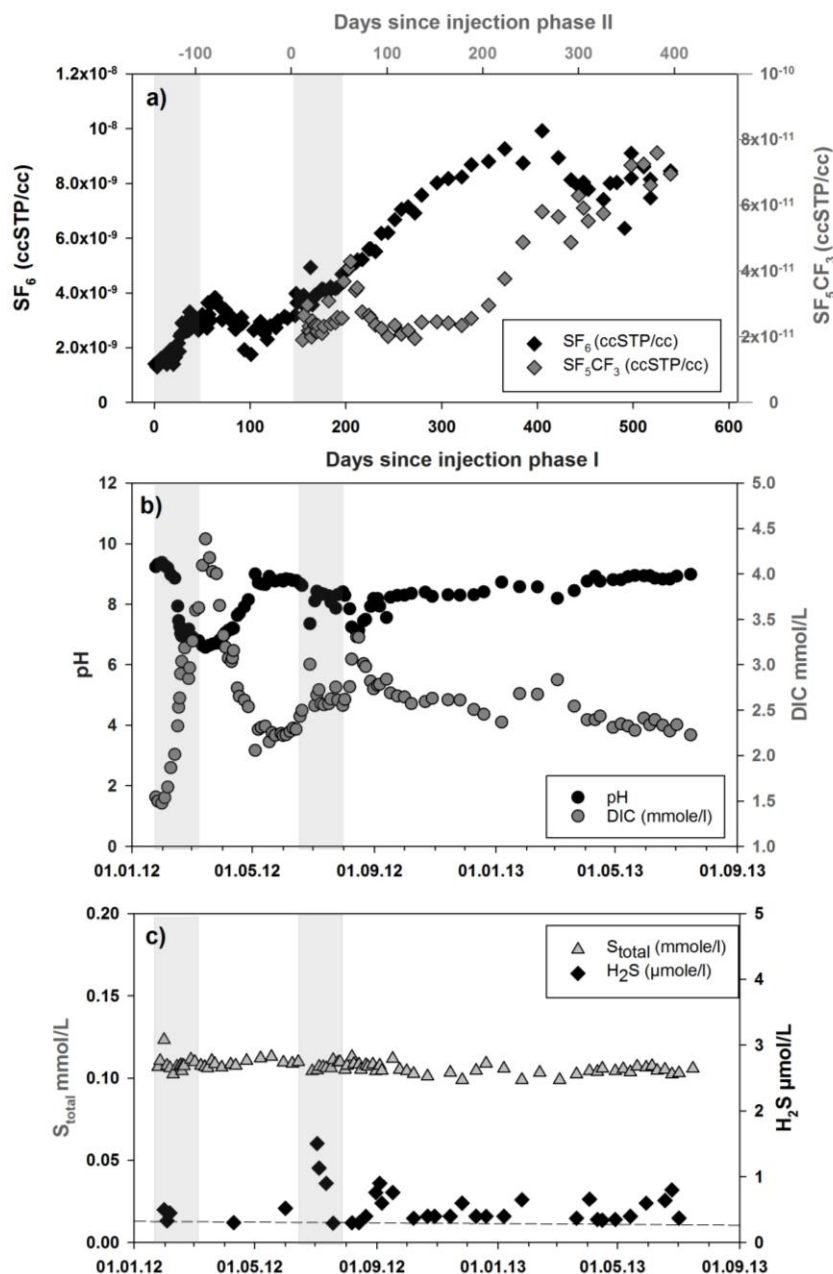 Days since injection phase II
-100 0 100 200 300 400
a)
1.2x10-8
10-8
8.0x10-9
6.0x10-9
4.0x10-9
2.0x10-9
0
SF6 (ccSTP/cc)
10-10
8x10-11
6x10-11
4x10-11
2x10-11
0
SF5CF3 (ccSTP/cc)
SF6 (ccSTP/cc)
SF5CF3 (ccSTP/cc)
0 100 200 300 400 500 600
Days since injection phase I
b)
12
10
8
6
4
2
0
pH
5.0
4.5
4.0
3.5
3.0
2.5
2.0
1.5
1.0
DIC mmol/L
pH
DIC (mmole/l)
01.01.12 01.05.12 01.09.12 01.01.13 01.05.13 01.09.13
c)
0.20
0.15
0.10
0.05
0.00
Stotal mmol/L
5
4
3
2
1
0
H2S µmol/L
Stotal (mmole/l)
H2S (µmole/l)
01.01.12 01.05.12 01.09.12 01.01.13 01.05.13 01.09.13